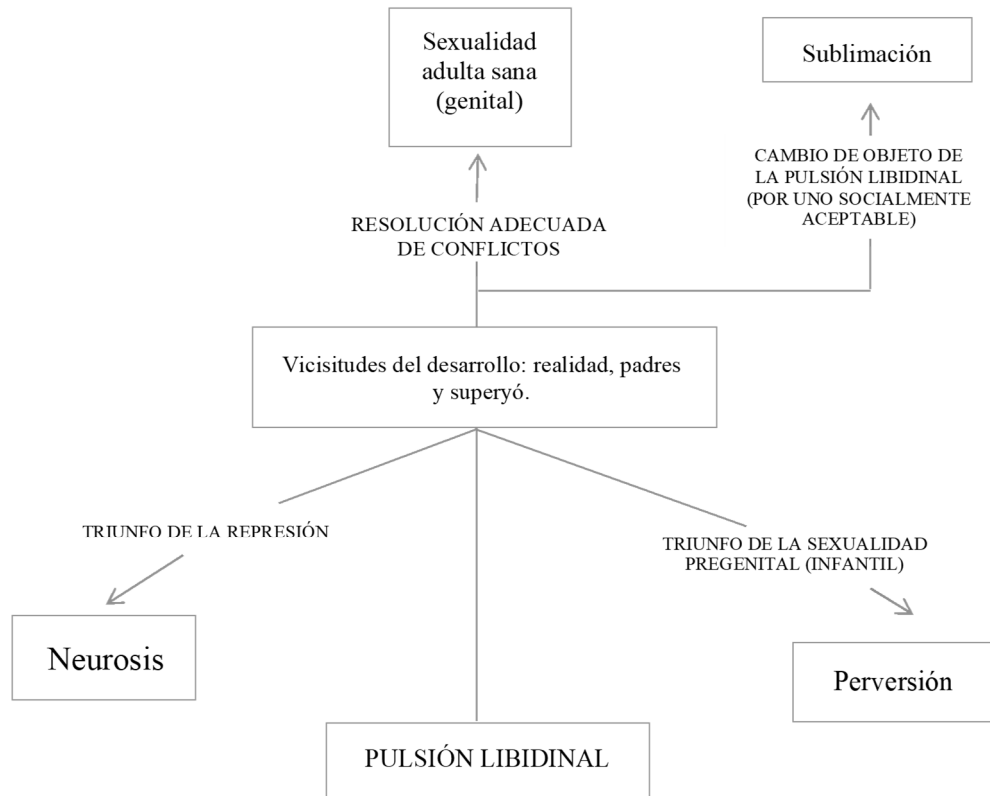 Sexualidad
adulta sana
(genital)
Sublimación
CAMBIO DE OBJETO DE
LA PULSIÓN LIBIDINAL
(POR UNO SOCIALMENTE
ACEPTABLE)
RESOLUCIÓN ADECUADA
DE CONFLICTOS
Vicisitudes del desarrollo: realidad, padres
y superyó.
TRIUNFO DE LA REPRESIÓN
TRIUNFO DE LA SEXUALIDAD
PREGENITAL (INFANTIL)
Neurosis
Perversión
PULSIÓN LIBIDINAL